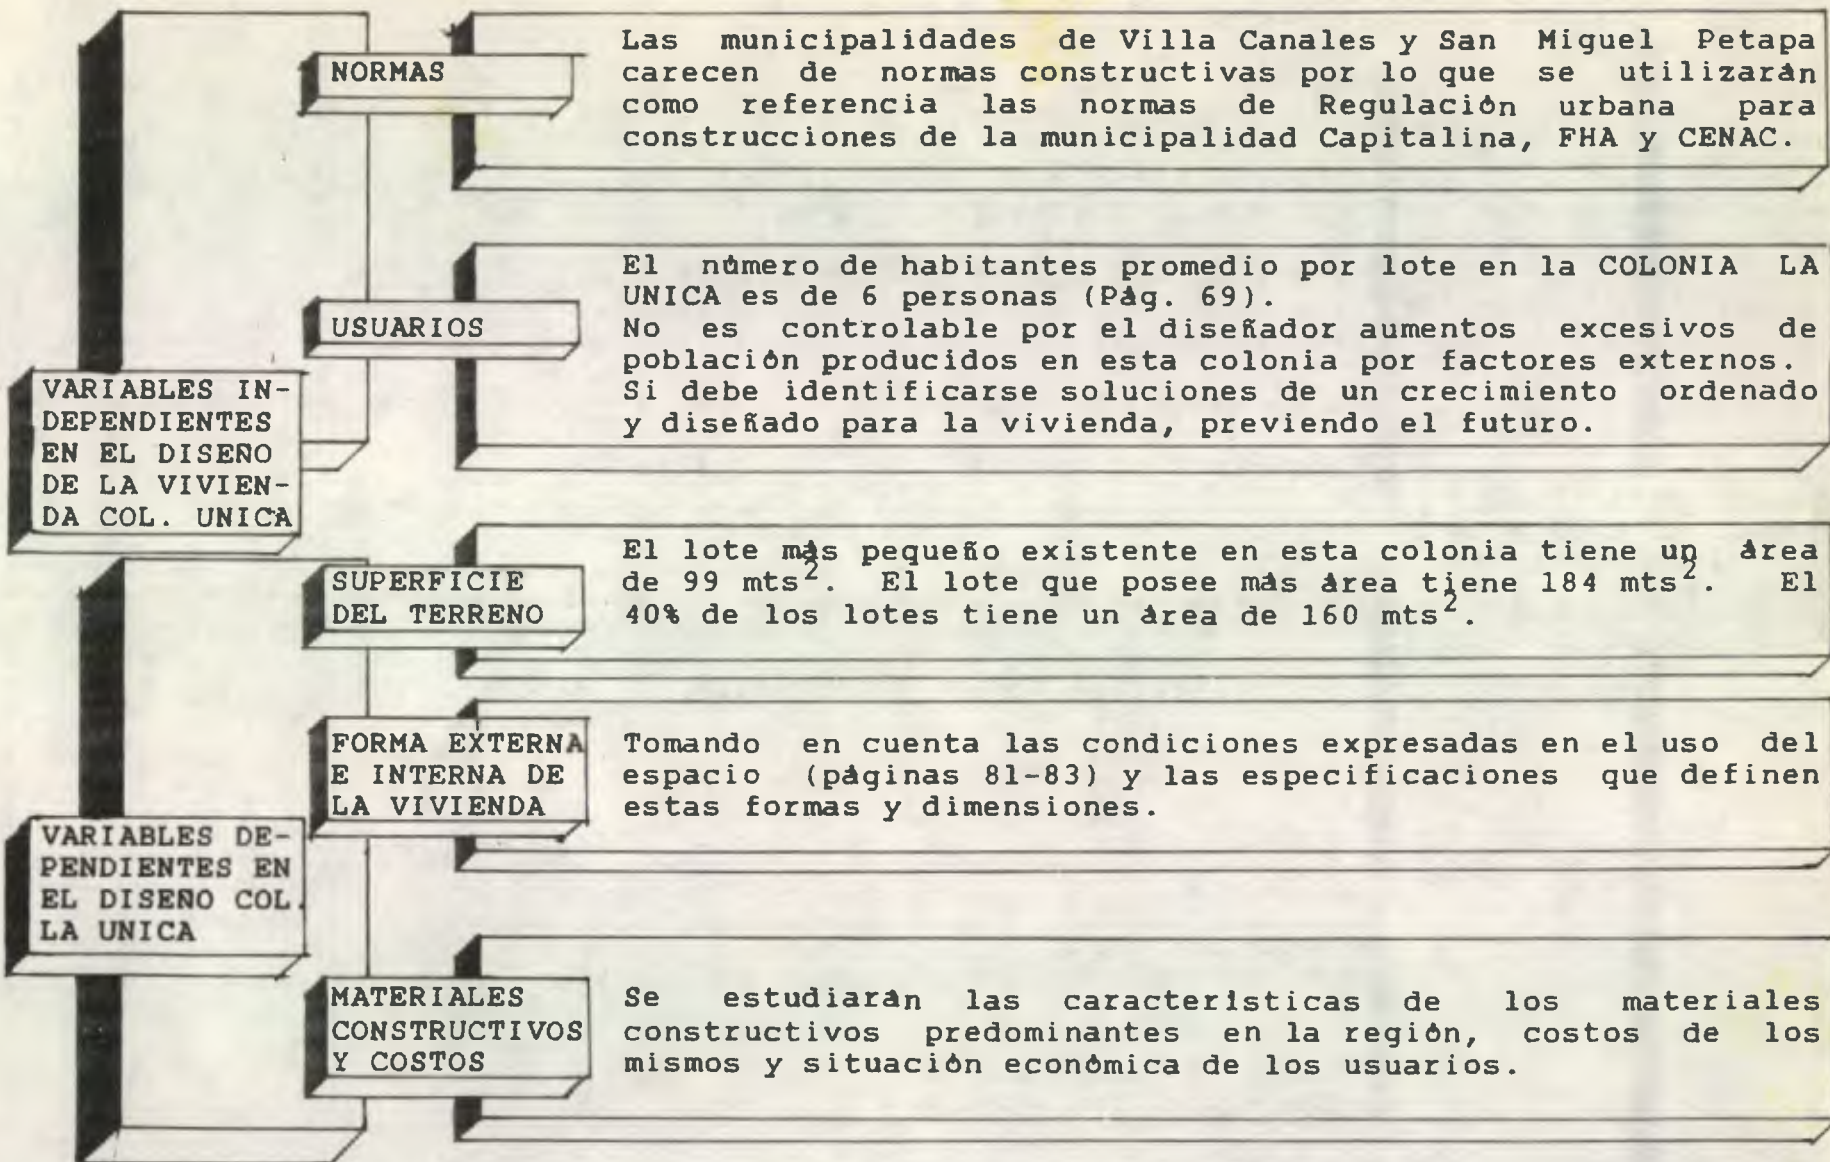 VARIABLES IN-
DEPENDIENTES
EN EL DISEÑO
DE LA VIVIEN-
DA COL. UNICA
NORMAS
Las municipalidades de Villa Canales y San Miguel Petapa
carecen de normas constructivas por lo que se utilizarán
como referencia las normas de Regulación urbana para
construcciones de la municipalidad Capitalina, FHA y CENAC.
USUARIOS
El número de habitantes promedio por lote en la COLONIA LA
UNICA es de 6 personas (Pág. 69).
No es controlable por el diseñador aumentos excesivos de
población producidos en esta colonia por factores externos.
Si debe identificarse soluciones de un crecimiento ordenado
y diseñado para la vivienda, previendo el futuro.
VARIABLES DE-
PENDIENTES EN
EL DISEÑO COL.
LA UNICA
SUPERFICIE
DEL TERRENO
El lote más pequeño existente en esta colonia tiene un área
de 99 mts². El lote que posee más área tiene 184 mts². El
40% de los lotes tiene un área de 160 mts².
FORMA EXTERNA
E INTERNA DE
LA VIVIENDA
Tomando en cuenta las condiciones expresadas en el uso del
espacio (páginas 81-83) y las especificaciones que definen
estas formas y dimensiones.
MATERIALES
CONSTRUCTIVOS
Y COSTOS
Se estudiarán las características de los materiales
constructivos predominantes en la región, costos de los
mismos y situación económica de los usuarios.